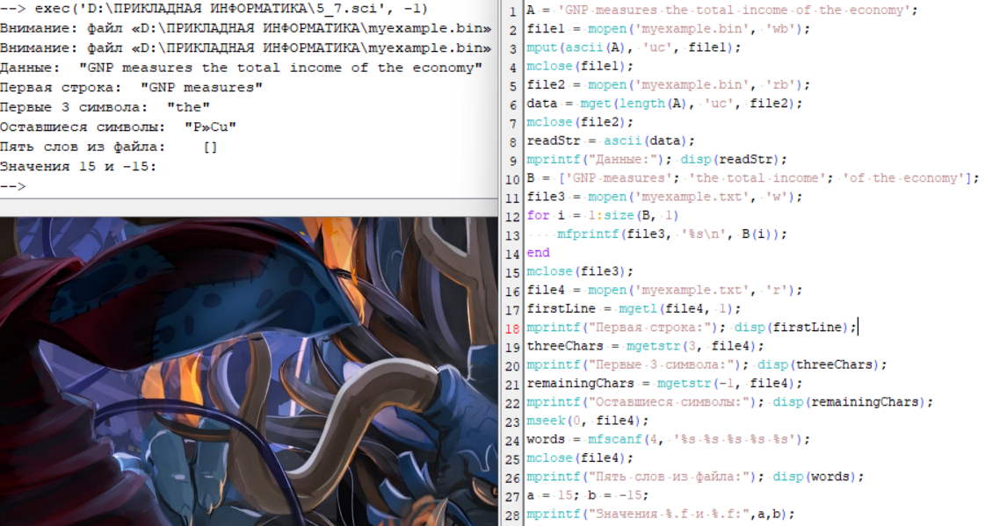 --> exec('D:\ПРИКЛАДНАЯ ИНФОРМАТИКА\5_7.sci', -1)
Внимание: файл «D:\ПРИКЛАДНАЯ ИНФОРМАТИКА\myexample.bin»
Внимание: файл «D:\ПРИКЛАДНАЯ ИНФОРМАТИКА\myexample.bin»
Данные:  "GNP measures the total income of the economy"
Первая строка:  "GNP measures"
Первые 3 символа:  "the"
Оставшиеся символы:  "Р»Сu"
Пять слов из файла:    []
Значения 15 и -15:
-->
1 A = 'GNP measures the total income of the economy';
2 file1 = mopen('myexample.bin', 'wb');
3 mput(ascii(A), 'uc', file1);
4 mclose(file1);
5 file2 = mopen('myexample.bin', 'rb');
6 data = mget(length(A), 'uc', file2);
7 mclose(file2);
8 readStr = ascii(data);
9 mprintf("Данные:"); disp(readStr);
10 B = ['GNP measures'; 'the total income'; 'of the economy'];
11 file3 = mopen('myexample.txt', 'w');
12 for i = 1:size(B, 1)
13     mfprintf(file3, '%s\n', B(i));
14 end
15 mclose(file3);
16 file4 = mopen('myexample.txt', 'r');
17 firstLine = mgetl(file4, 1);
18 mprintf("Первая строка:"); disp(firstLine);
19 threeChars = mgetstr(3, file4);
20 mprintf("Первые 3 символа:"); disp(threeChars);
21 remainingChars = mgetstr(-1, file4);
22 mprintf("Оставшиеся символы:"); disp(remainingChars);
23 mseek(0, file4);
24 words = mfscanf(4, '%s %s %s %s %s');
25 mclose(file4);
26 mprintf("Пять слов из файла:"); disp(words);
27 a = 15; b = -15;
28 mprintf("Значения %.f и %.f:",a,b);